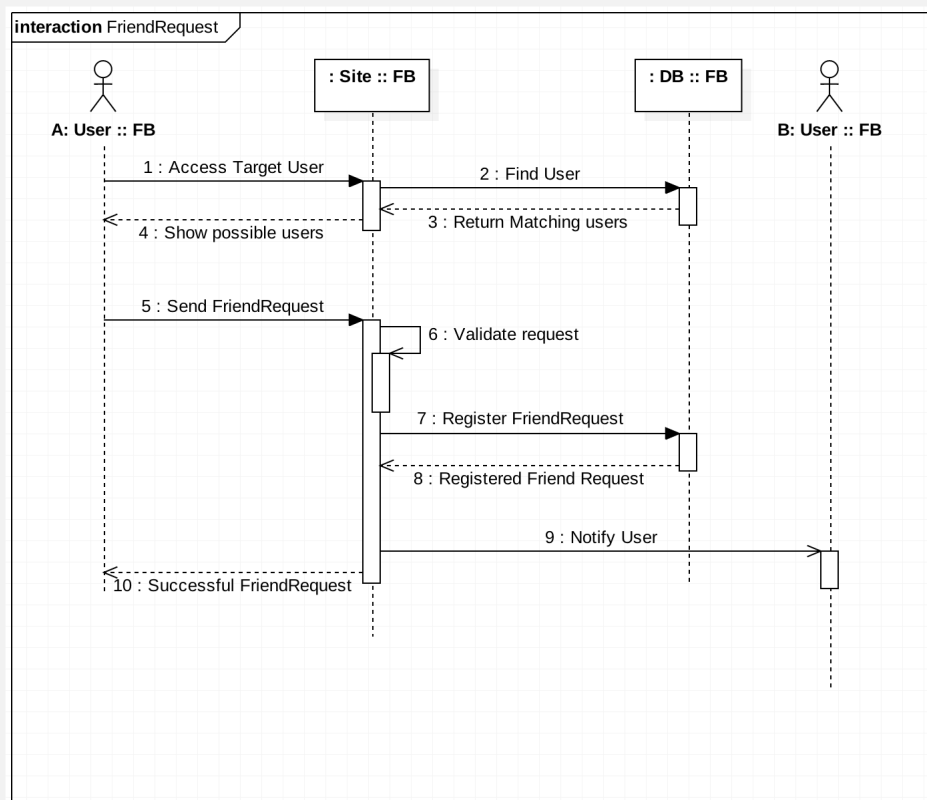 interaction FriendRequest
: Site :: FB
: DB :: FB
A: User :: FB
B: User :: FB
1 : Access Target User
2 : Find User
3 : Return Matching users
4 : Show possible users
5 : Send FriendRequest
6 : Validate request
7 : Register FriendRequest
8 : Registered Friend Request
9 : Notify User
10 : Successful FriendRequest